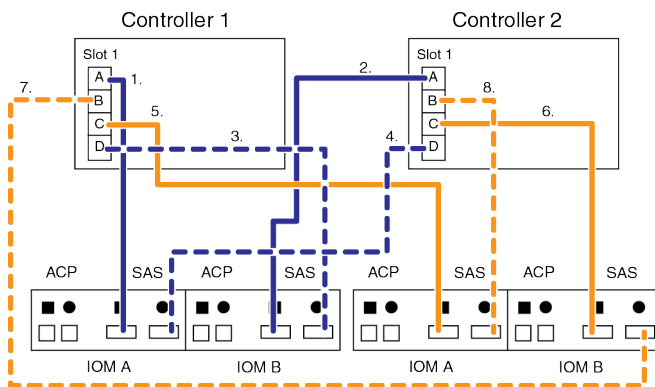 Controller 1
Controller 2
Slot 1
Slot 1
A
B
C
D
A
B
C
D
1.
2.
3.
4.
5.
6.
7.
8.
ACP
SAS
ACP
SAS
ACP
SAS
ACP
SAS
IOM A
IOM B
IOM A
IOM B